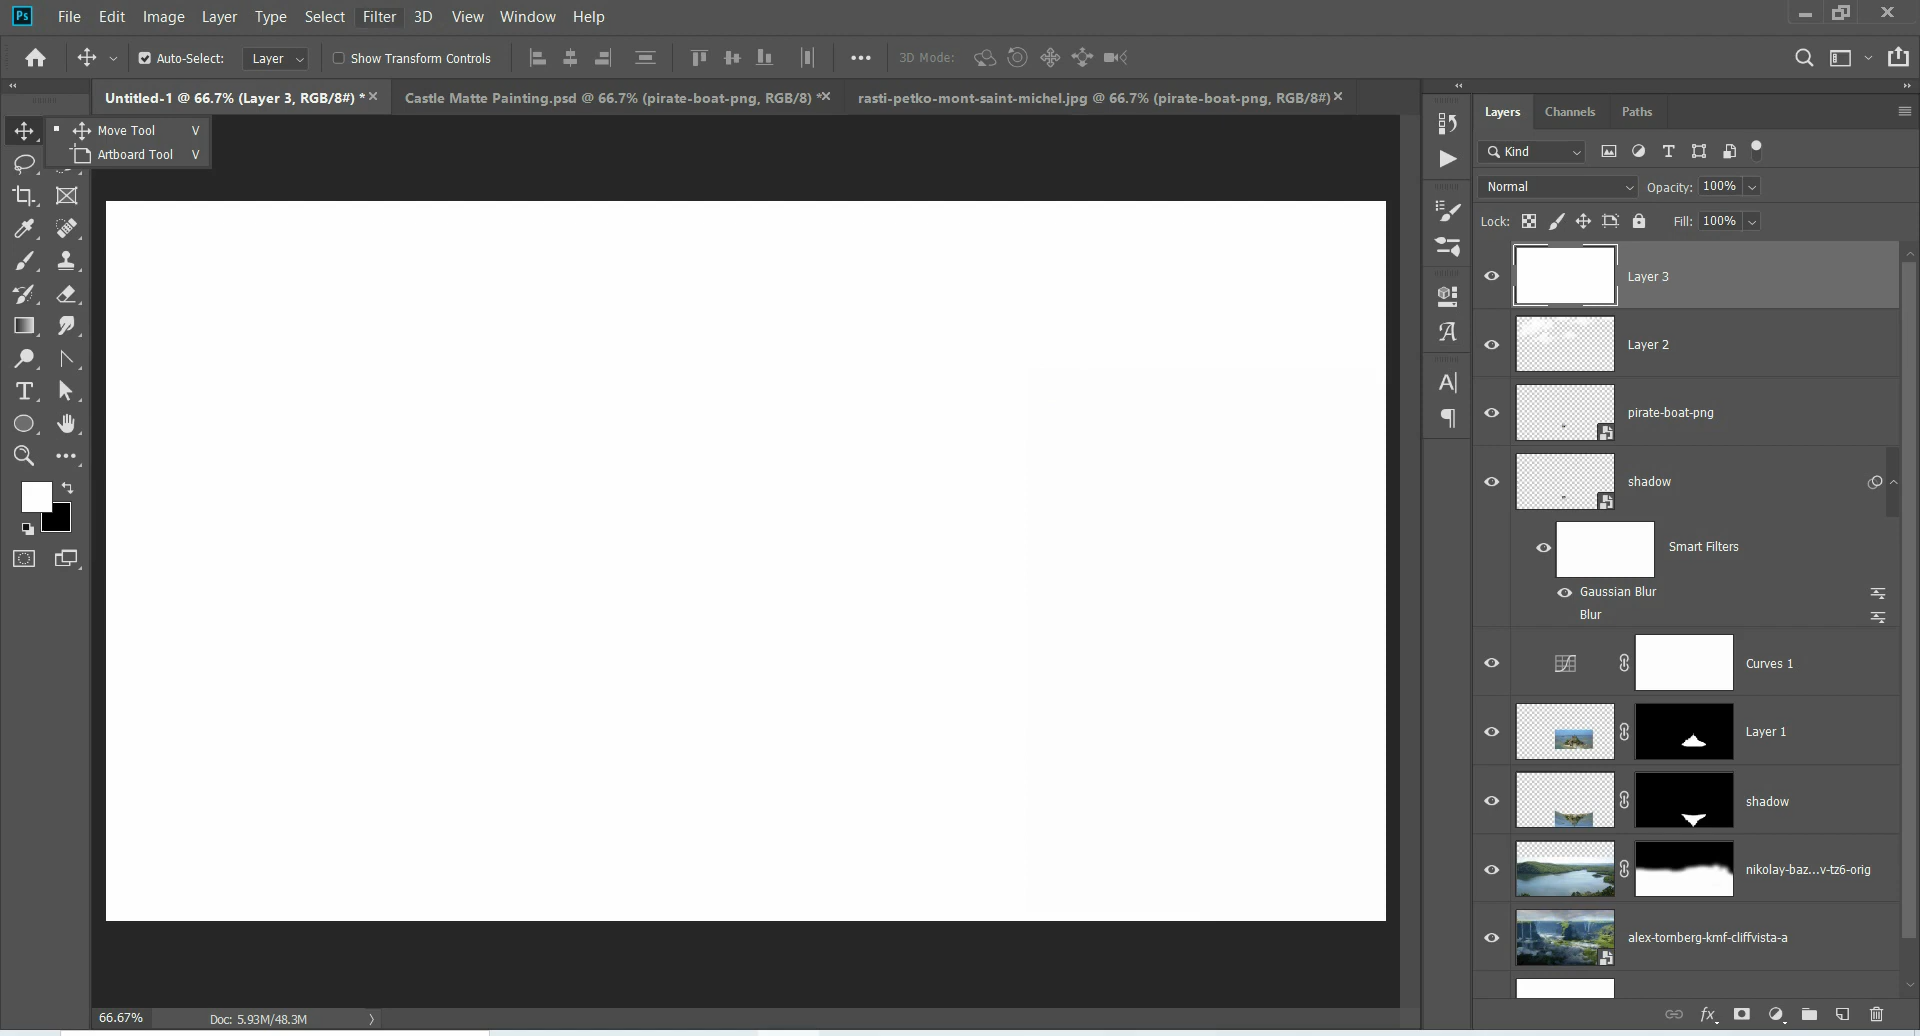 Ps File Edit Image Layer Type Select Filter 3D View Window Help
Auto-Select: Layer Show Transform Controls 3D Mode:
Untitled-1 @ 66.7% (Layer 3, RGB/8#) * Castle Matte Painting.psd @ 66.7% (pirate-boat-png, RGB/8) * rasti-petko-mont-saint-michel.jpg @ 66.7% (pirate-boat-png, RGB/8#)
Move Tool V
Artboard Tool V
Layers Channels Paths
Kind
Normal Opacity: 100%
Lock: Fill: 100%
Layer 3
Layer 2
pirate-boat-png
shadow
Smart Filters
Gaussian Blur
Blur
Curves 1
Layer 1
shadow
nikolay-baz...v-tz6-orig
alex-tornberg-kmf-cliffvista-a
fx
66.67% Doc: 5.93M/48.3M